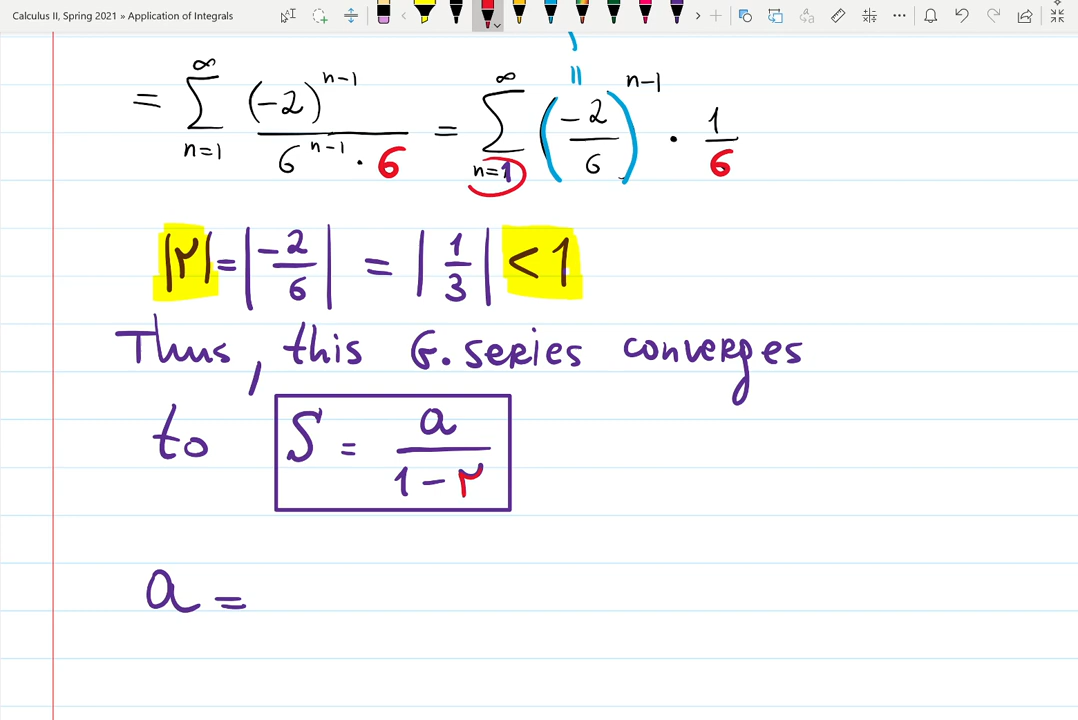 Calculus II, Spring 2021 » Application of Integrals
= ∑_{n=1}^{∞} (-2)^{n-1} / (6^{n-1} · 6) = ∑_{n=1}^{∞} (-2/6)^{n-1} · 1/6
|r| = |-2/6| = |1/3| < 1
Thus, this G. series converges
to S = a / (1 - r)
a =